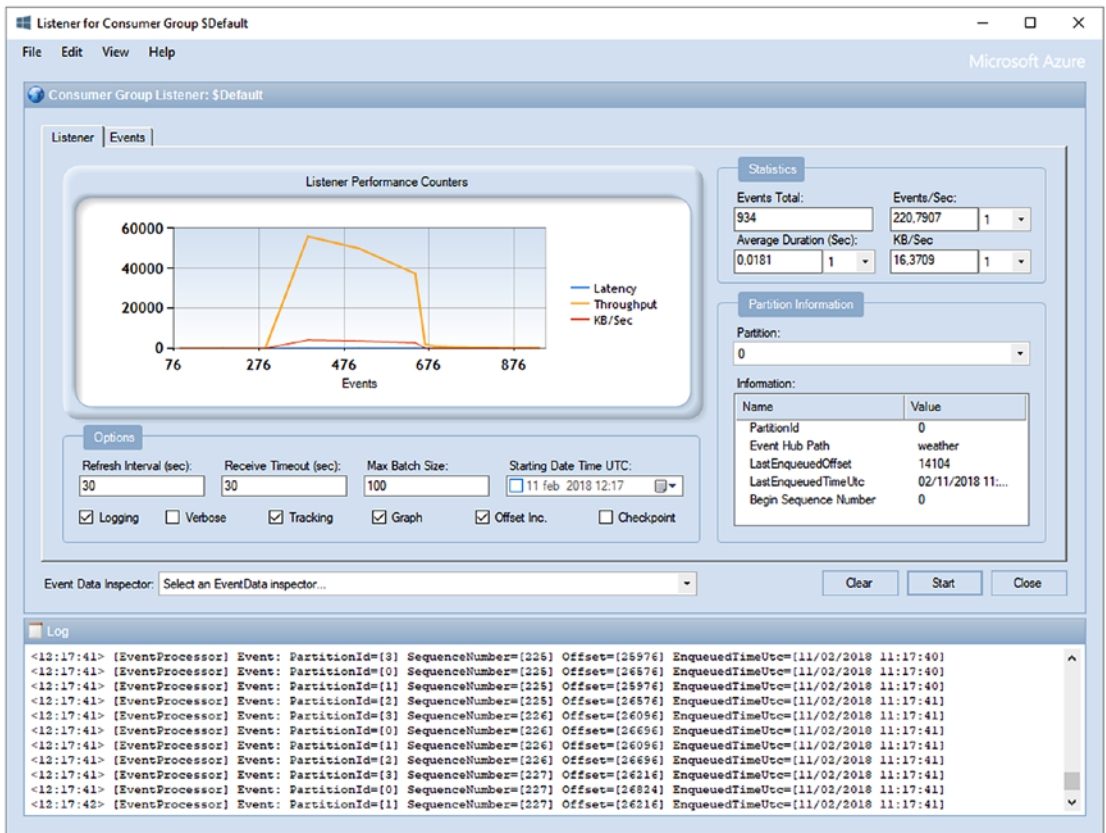 Listener for Consumer Group $Default
File Edit View Help
Microsoft Azure
Consumer Group Listener: $Default
Listener Events
Listener Performance Counters
60000
40000
20000
0
76 276 476 676 876
Events
Latency
Throughput
KB/Sec
Statistics
Events Total: Events/Sec:
934 220,7907 1
Average Duration (Sec): KB/Sec
0,0181 1 16,3709 1
Partition Information
Partition:
0
Information:
Name Value
PartitionId 0
Event Hub Path weather
LastEnqueuedOffset 14104
LastEnqueuedTimeUtc 02/11/2018 11:...
Begin Sequence Number 0
Options
Refresh Interval (sec): Receive Timeout (sec): Max Batch Size: Starting Date Time UTC:
30 30 100 11 feb 2018 12:17
Logging Verbose Tracking Graph Offset Inc. Checkpoint
Event Data Inspector: Select an EventData inspector... Clear Start Close
Log
<12:17:41> [EventProcessor] Event: PartitionId=[3] SequenceNumber=[225] Offset=[25976] EnqueuedTimeUtc=[11/02/2018 11:17:40]
<12:17:41> [EventProcessor] Event: PartitionId=[0] SequenceNumber=[225] Offset=[26576] EnqueuedTimeUtc=[11/02/2018 11:17:40]
<12:17:41> [EventProcessor] Event: PartitionId=[1] SequenceNumber=[225] Offset=[25976] EnqueuedTimeUtc=[11/02/2018 11:17:40]
<12:17:41> [EventProcessor] Event: PartitionId=[2] SequenceNumber=[225] Offset=[26576] EnqueuedTimeUtc=[11/02/2018 11:17:41]
<12:17:41> [EventProcessor] Event: PartitionId=[3] SequenceNumber=[226] Offset=[26096] EnqueuedTimeUtc=[11/02/2018 11:17:41]
<12:17:41> [EventProcessor] Event: PartitionId=[0] SequenceNumber=[226] Offset=[26696] EnqueuedTimeUtc=[11/02/2018 11:17:41]
<12:17:41> [EventProcessor] Event: PartitionId=[1] SequenceNumber=[226] Offset=[26096] EnqueuedTimeUtc=[11/02/2018 11:17:41]
<12:17:41> [EventProcessor] Event: PartitionId=[2] SequenceNumber=[226] Offset=[26696] EnqueuedTimeUtc=[11/02/2018 11:17:41]
<12:17:41> [EventProcessor] Event: PartitionId=[3] SequenceNumber=[227] Offset=[26216] EnqueuedTimeUtc=[11/02/2018 11:17:41]
<12:17:41> [EventProcessor] Event: PartitionId=[0] SequenceNumber=[227] Offset=[26824] EnqueuedTimeUtc=[11/02/2018 11:17:41]
<12:17:42> [EventProcessor] Event: PartitionId=[1] SequenceNumber=[227] Offset=[26216] EnqueuedTimeUtc=[11/02/2018 11:17:41]